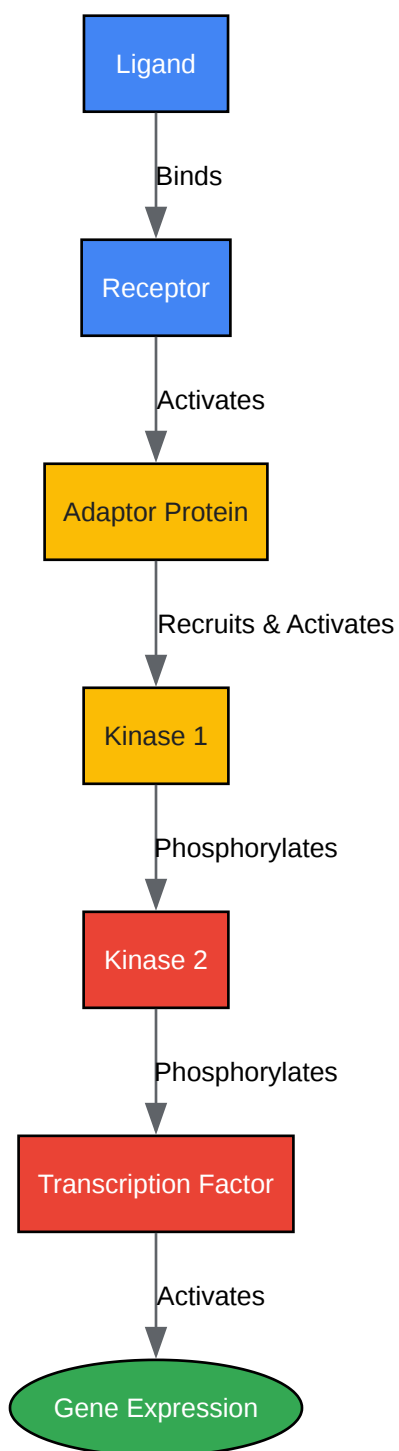 Ligand
Binds
Receptor
Activates
Adaptor Protein
Recruits & Activates
Kinase 1
Phosphorylates
Kinase 2
Phosphorylates
Transcription Factor
Activates
Gene Expression